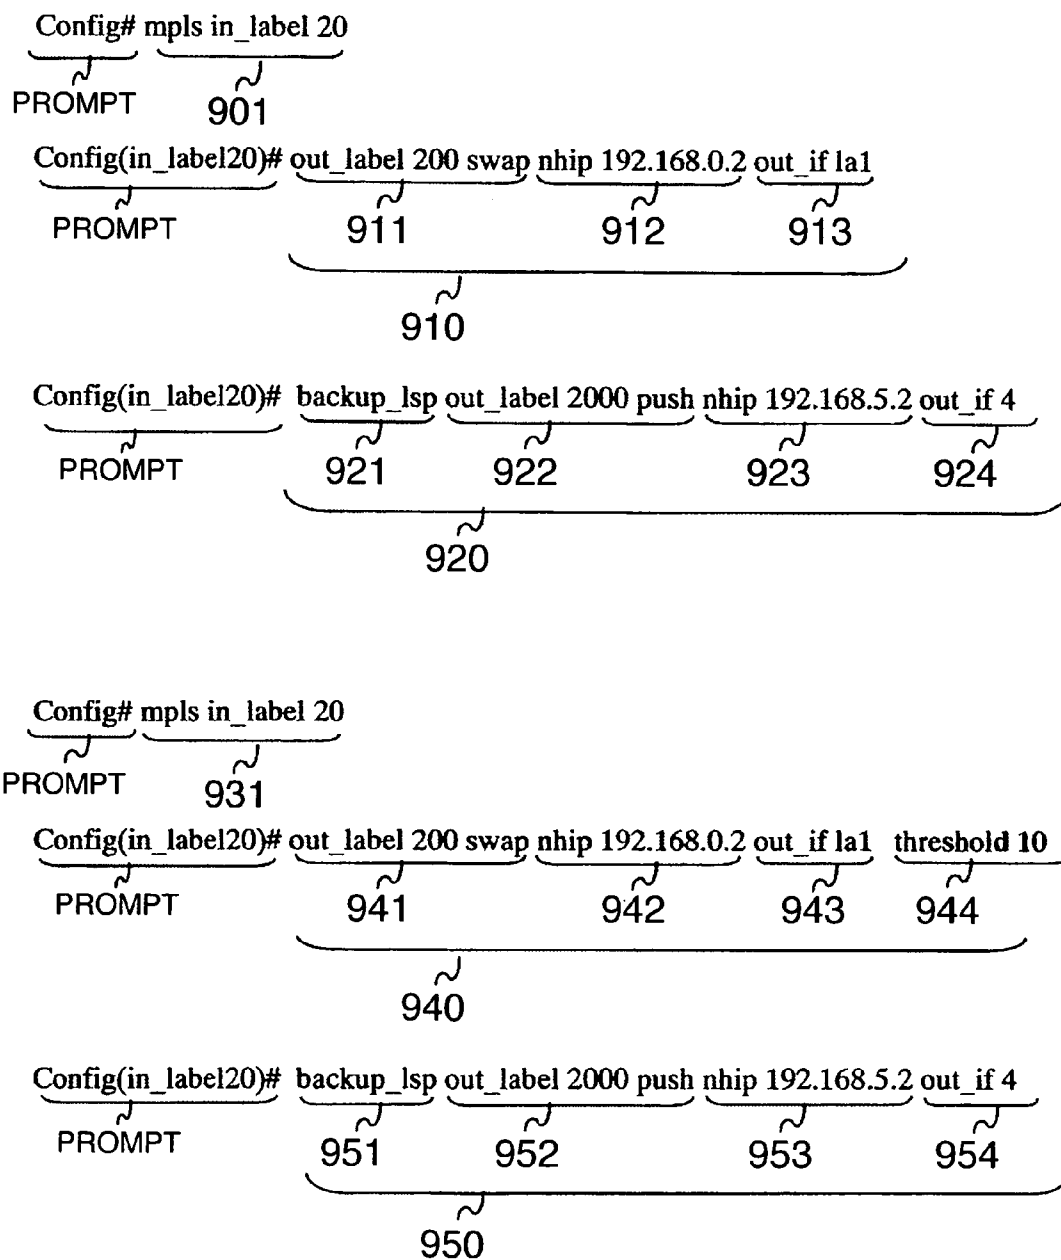 Config# mpls in_label 20
PROMPT 901
Config(in_label20)# out_label 200 swap nhip 192.168.0.2 out_if la1
PROMPT 911 912 913
910
Config(in_label20)# backup_lsp out_label 2000 push nhip 192.168.5.2 out_if 4
PROMPT 921 922 923 924
920
Config# mpls in_label 20
PROMPT 931
Config(in_label20)# out_label 200 swap nhip 192.168.0.2 out_if la1 threshold 10
PROMPT 941 942 943 944
940
Config(in_label20)# backup_lsp out_label 2000 push nhip 192.168.5.2 out_if 4
PROMPT 951 952 953 954
950